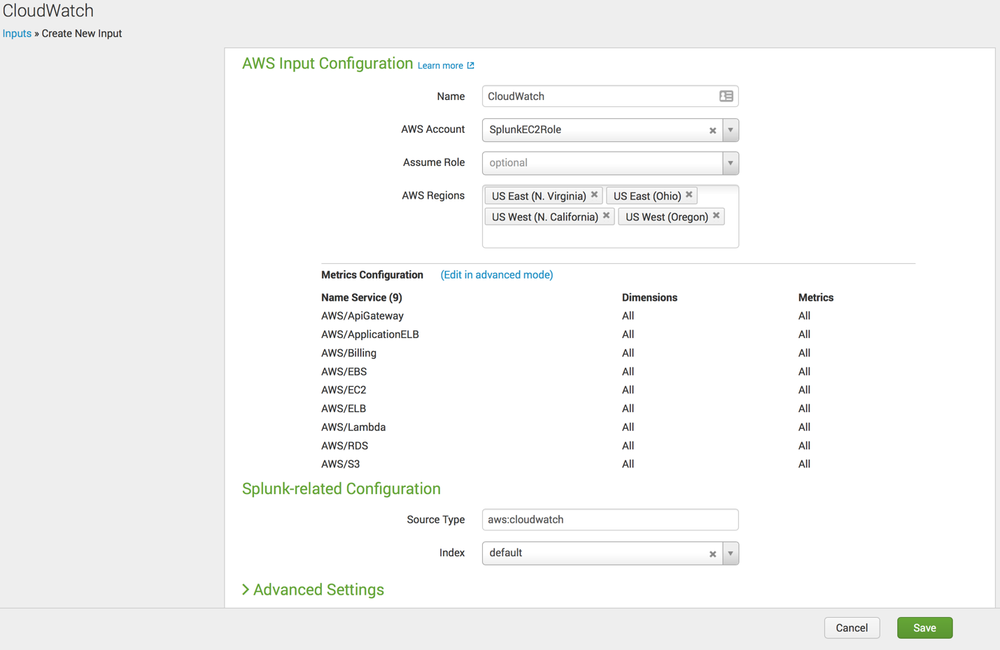 CloudWatch
Inputs » Create New Input
AWS Input Configuration Learn more
Name CloudWatch
AWS Account SplunkEC2Role
Assume Role optional
AWS Regions US East (N. Virginia) US East (Ohio)
US West (N. California) US West (Oregon)
Metrics Configuration (Edit in advanced mode)
Name Service (9) Dimensions Metrics
AWS/ApiGateway All All
AWS/ApplicationELB All All
AWS/Billing All All
AWS/EBS All All
AWS/EC2 All All
AWS/ELB All All
AWS/Lambda All All
AWS/RDS All All
AWS/S3 All All
Splunk-related Configuration
Source Type aws:cloudwatch
Index default
Advanced Settings
Cancel Save